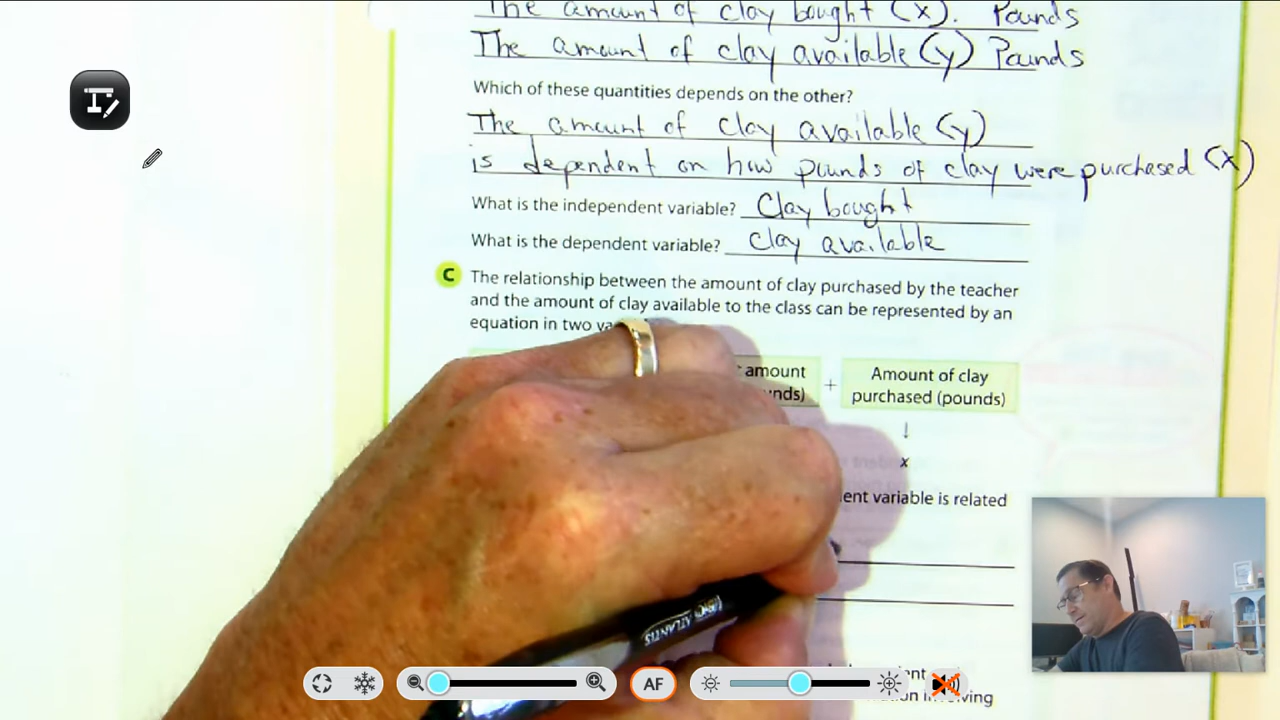 The amount of clay bought (x). Pounds
The amount of clay available (y) Pounds
Which of these quantities depends on the other?
The amount of clay available (y)
is dependent on how pounds of clay were purchased (x)
What is the independent variable? Clay bought
What is the dependent variable? Clay available
C The relationship between the amount of clay purchased by the teacher
and the amount of clay available to the class can be represented by an
equation in two
amount + Amount of clay
purchased (pounds)
↓
x
variable is related
BIC ATLANTIS
AF